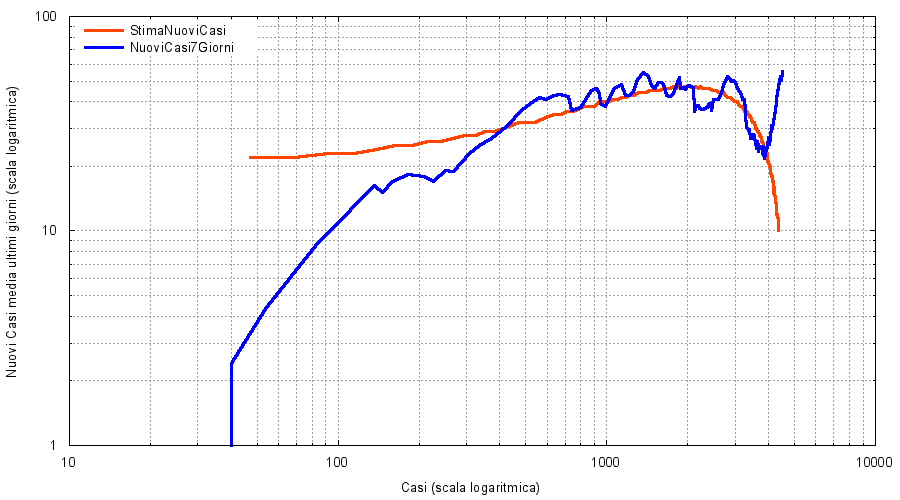 StimaNuoviCasi
NuoviCasi7Giorni
Nuovi Casi media ultimi giorni (scala logaritmica)
100
10
1
10
100
1000
10000
Casi (scala logaritmica)